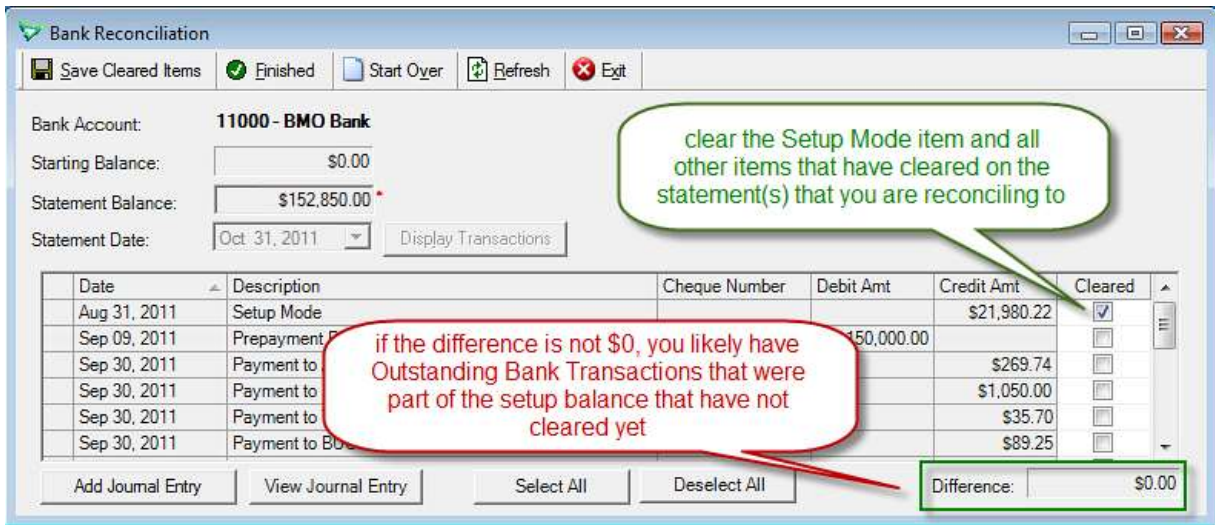 Bank Reconciliation
Save Cleared Items Finished Start Over Refresh Exit
Bank Account: 11000 - BMO Bank
Starting Balance: $0.00
Statement Balance: $152,850.00 *
Statement Date: Oct 31, 2011 Display Transactions
clear the Setup Mode item and all
other items that have cleared on the
statement(s) that you are reconciling to
Date Description Cheque Number Debit Amt Credit Amt Cleared
Aug 31, 2011 Setup Mode $21,980.22
Sep 09, 2011 Prepayment 150,000.00
Sep 30, 2011 Payment to $269.74
Sep 30, 2011 Payment to $1,050.00
Sep 30, 2011 Payment to $35.70
Sep 30, 2011 Payment to $89.25
if the difference is not $0, you likely have
Outstanding Bank Transactions that were
part of the setup balance that have not
cleared yet
Add Journal Entry View Journal Entry Select All Deselect All Difference: $0.00